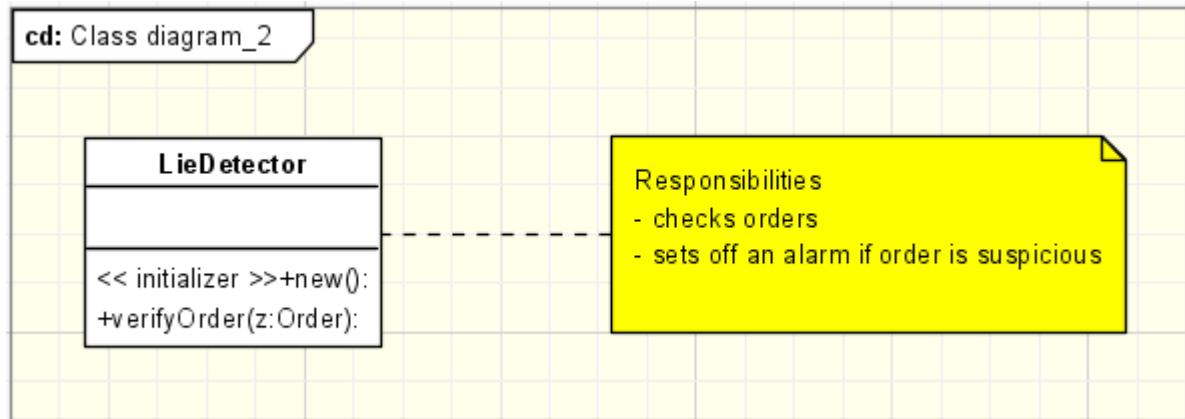 cd: Class diagram_2
LieDetector
<< initializer >>+new():
+verifyOrder(z:Order):
Responsibilities
- checks orders
- sets off an alarm if order is suspicious